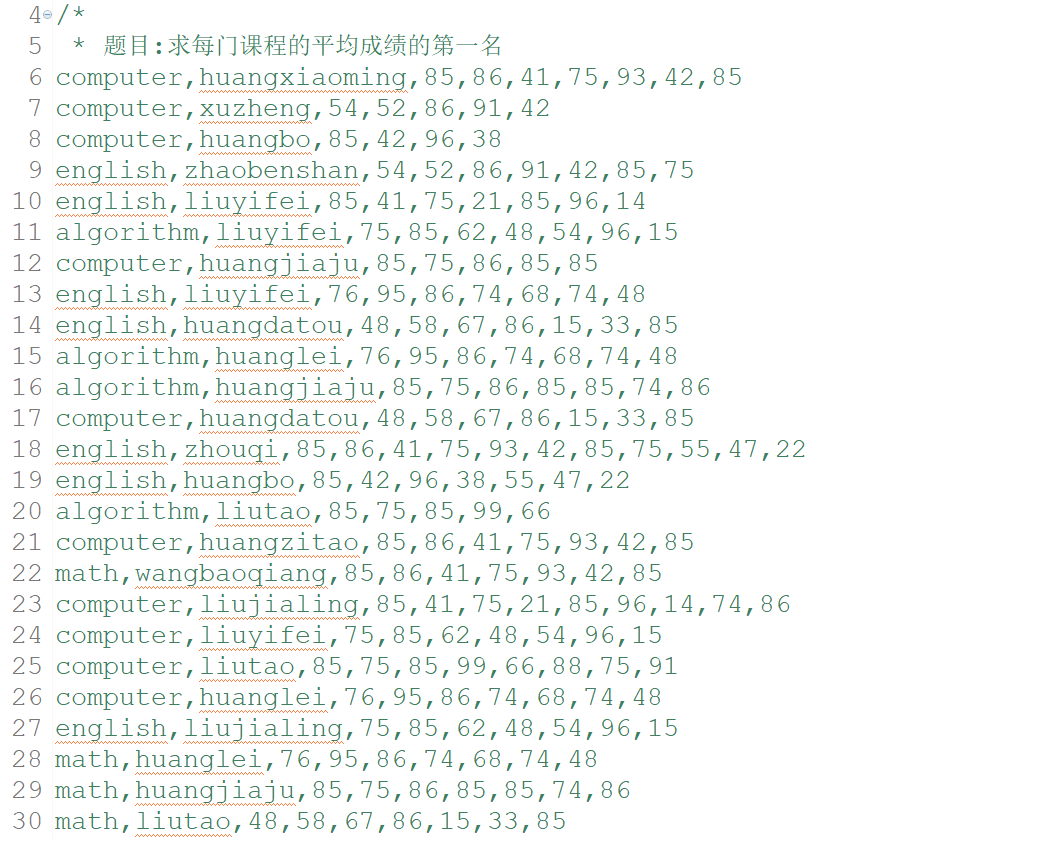 4 /*
5 * 题目:求每门课程的平均成绩的第一名
6 computer,huangxiaoming,85,86,41,75,93,42,85
7 computer,xuzheng,54,52,86,91,42
8 computer,huangbo,85,42,96,38
9 english,zhaobenshan,54,52,86,91,42,85,75
10 english,liuyifei,85,41,75,21,85,96,14
11 algorithm,liuyifei,75,85,62,48,54,96,15
12 computer,huangjiaju,85,75,86,85,85
13 english,liuyifei,76,95,86,74,68,74,48
14 english,huangdatou,48,58,67,86,15,33,85
15 algorithm,huanglei,76,95,86,74,68,74,48
16 algorithm,huangjiaju,85,75,86,85,85,74,86
17 computer,huangdatou,48,58,67,86,15,33,85
18 english,zhouqi,85,86,41,75,93,42,85,75,55,47,22
19 english,huangbo,85,42,96,38,55,47,22
20 algorithm,liutao,85,75,85,99,66
21 computer,huangzitao,85,86,41,75,93,42,85
22 math,wangbaoqiang,85,86,41,75,93,42,85
23 computer,liujialing,85,41,75,21,85,96,14,74,86
24 computer,liuyifei,75,85,62,48,54,96,15
25 computer,liutao,85,75,85,99,66,88,75,91
26 computer,huanglei,76,95,86,74,68,74,48
27 english,liujialing,75,85,62,48,54,96,15
28 math,huanglei,76,95,86,74,68,74,48
29 math,huangjiaju,85,75,86,85,85,74,86
30 math,liutao,48,58,67,86,15,33,85